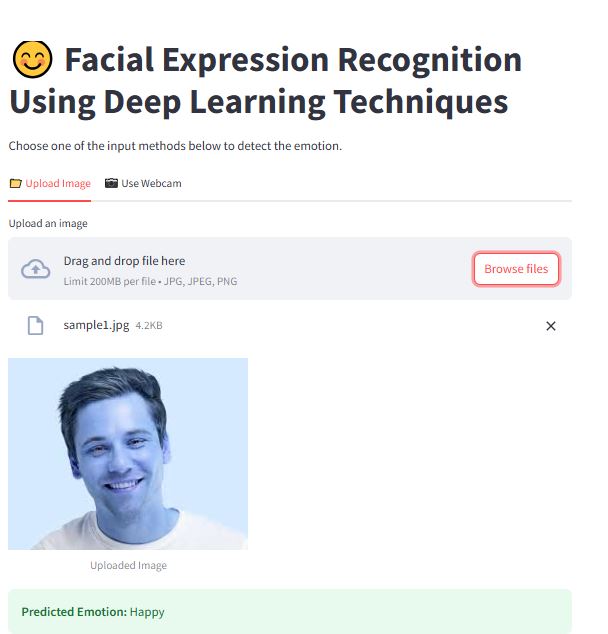 Facial Expression Recognition
Using Deep Learning Techniques
Choose one of the input methods below to detect the emotion.
Upload Image Use Webcam
Upload an image
Drag and drop file here
Limit 200MB per file • JPG, JPEG, PNG
Browse files
sample1.jpg 4.2KB
Uploaded Image
Predicted Emotion: Happy